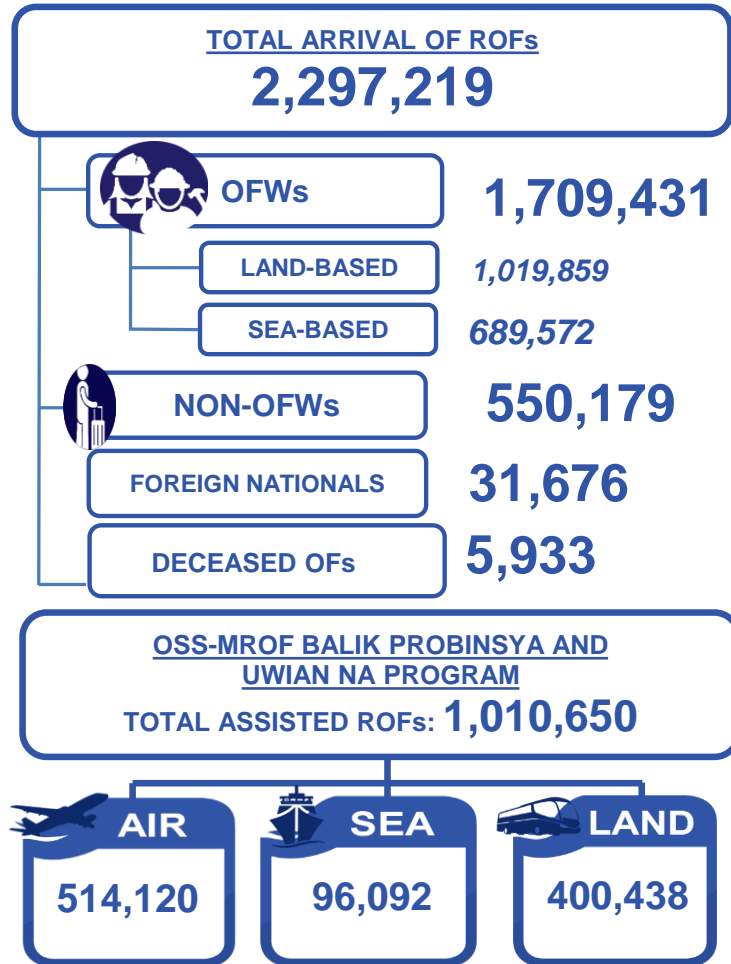 TOTAL ARRIVAL OF ROFs
2,297,219
OFWs 1,709,431
LAND-BASED 1,019,859
SEA-BASED 689,572
NON-OFWs 550,179
FOREIGN NATIONALS 31,676
DECEASED OFs 5,933
OSS-MROF BALIK PROBINSYA AND
UWIAN NA PROGRAM
TOTAL ASSISTED ROFs: 1,010,650
AIR
514,120
SEA
96,092
LAND
400,438